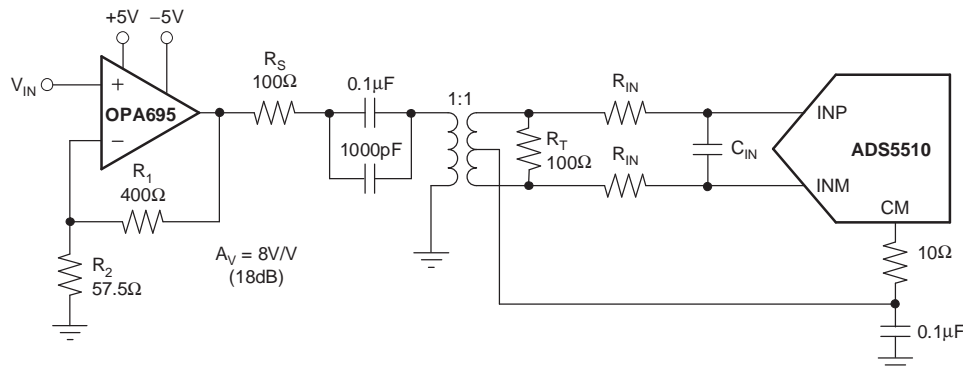 +5V −5V
V_IN
+
−
OPA695
R_S
100Ω
0.1µF
1000pF
1:1
R_1
400Ω
R_2
57.5Ω
A_V = 8V/V
(18dB)
R_T
100Ω
R_IN
R_IN
C_IN
INP
ADS5510
INM
CM
10Ω
0.1µF